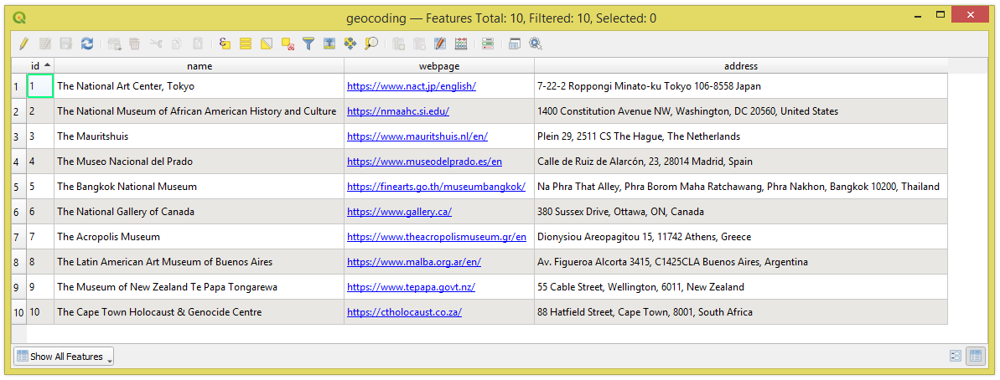 geocoding — Features Total: 10, Filtered: 10, Selected: 0
id name webpage address
1 1 The National Art Center, Tokyo https://www.nact.jp/english/ 7-22-2 Roppongi Minato-ku Tokyo 106-8558 Japan
2 2 The National Museum of African American History and Culture https://nmaahc.si.edu/ 1400 Constitution Avenue NW, Washington, DC 20560, United States
3 3 The Mauritshuis https://www.mauritshuis.nl/en/ Plein 29, 2511 CS The Hague, The Netherlands
4 4 The Museo Nacional del Prado https://www.museodelprado.es/en Calle de Ruiz de Alarcón, 23, 28014 Madrid, Spain
5 5 The Bangkok National Museum https://finearts.go.th/museumbangkok/ Na Phra That Alley, Phra Borom Maha Ratchawang, Phra Nakhon, Bangkok 10200, Thailand
6 6 The National Gallery of Canada https://www.gallery.ca/ 380 Sussex Drive, Ottawa, ON, Canada
7 7 The Acropolis Museum https://www.theacropolismuseum.gr/en Dionysiou Areopagitou 15, 11742 Athens, Greece
8 8 The Latin American Art Museum of Buenos Aires https://www.malba.org.ar/en/ Av. Figueroa Alcorta 3415, C1425CLA Buenos Aires, Argentina
9 9 The Museum of New Zealand Te Papa Tongarewa https://www.tepapa.govt.nz/ 55 Cable Street, Wellington, 6011, New Zealand
10 10 The Cape Town Holocaust & Genocide Centre https://ctholocaust.co.za/ 88 Hatfield Street, Cape Town, 8001, South Africa
Show All Features